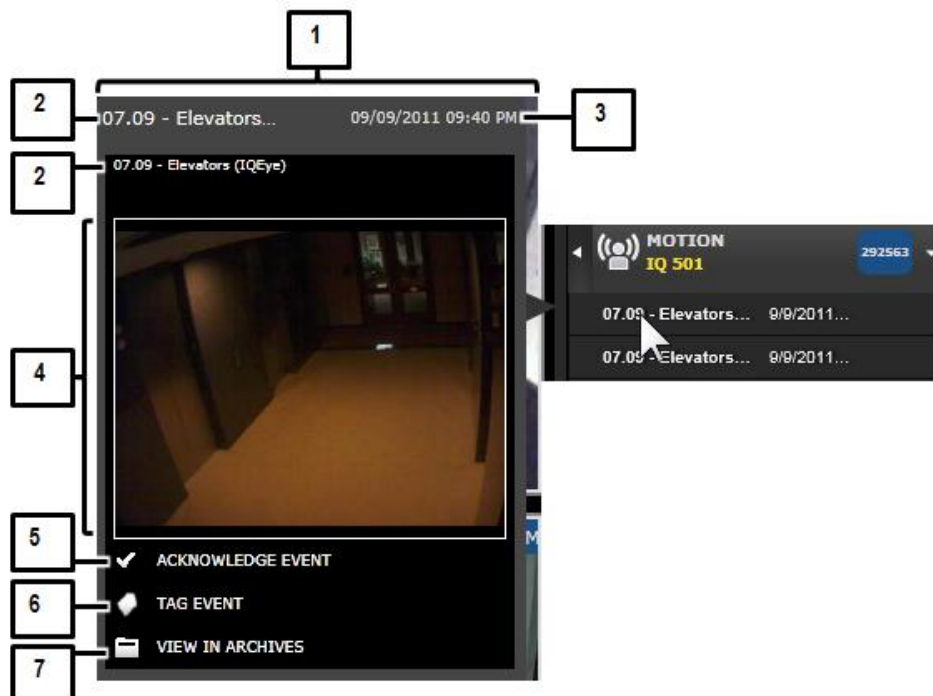 1
2
07.09 - Elevators...
09/09/2011 09:40 PM
3
2
07.09 - Elevators (IQEye)
4
MOTION
292563
IQ 501
07.09 - Elevators... 9/9/2011...
07.09 - Elevators... 9/9/2011...
5
ACKNOWLEDGE EVENT
M
6
TAG EVENT
7
VIEW IN ARCHIVES